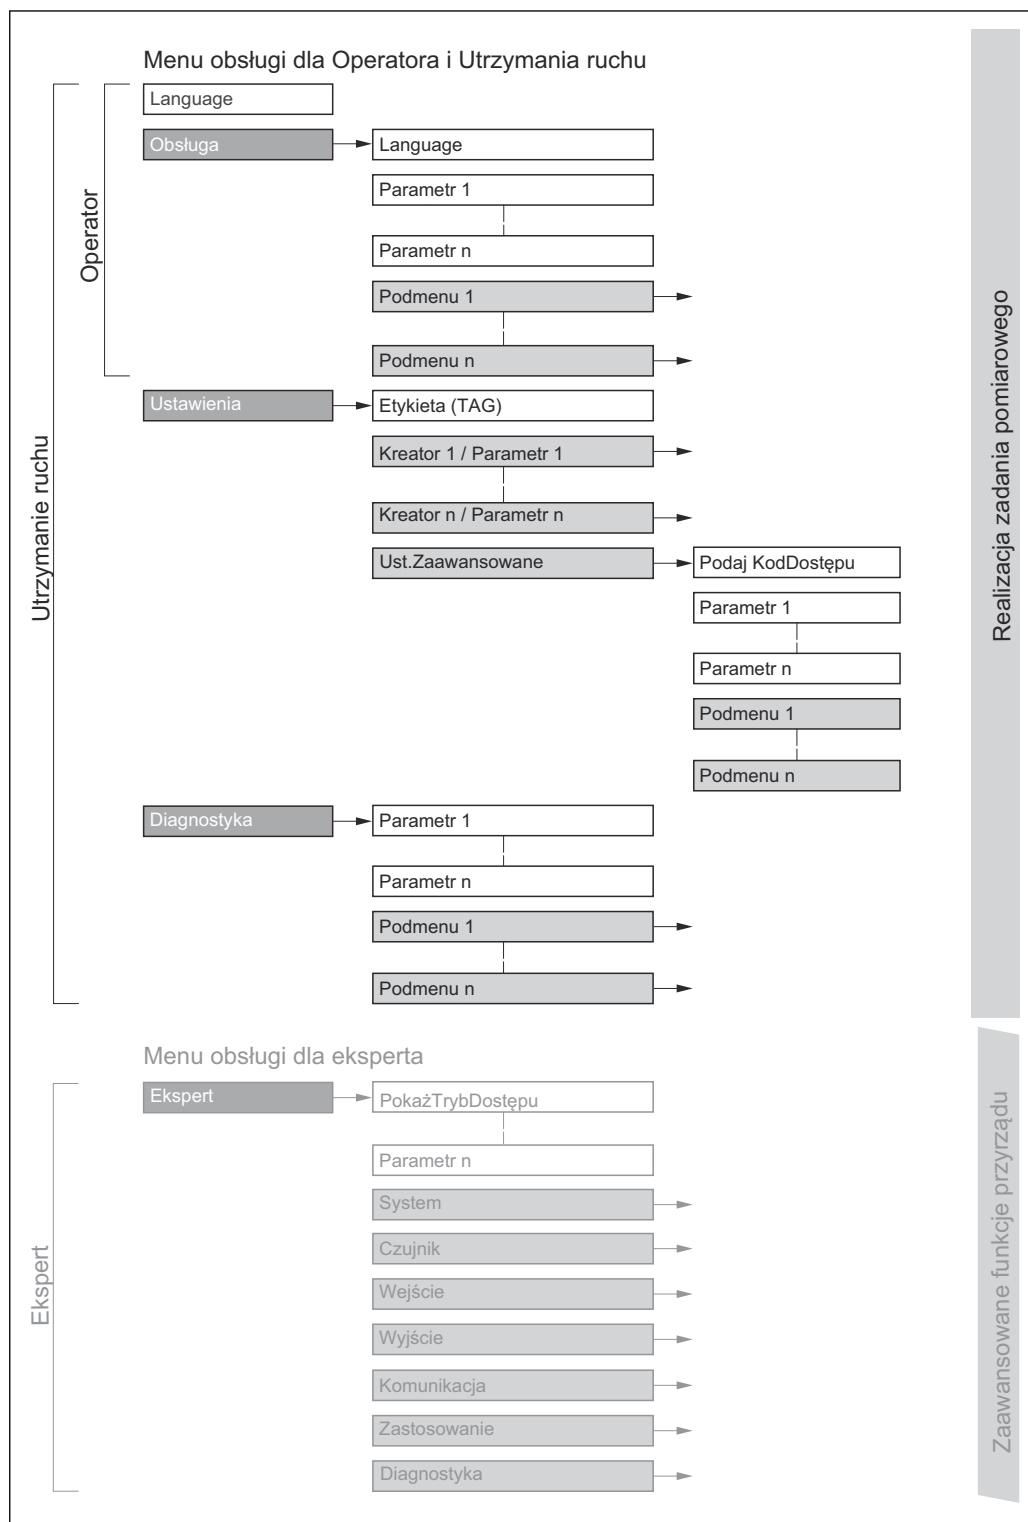 Menu obsługi dla Operatora i Utrzymania ruchu
Language
Obsługa
Language
Parametr 1
Parametr n
Podmenu 1
Podmenu n
Operator
Ustawienia
Etykieta (TAG)
Kreator 1 / Parametr 1
Kreator n / Parametr n
Ust.Zaawansowane
Podaj KodDostępu
Parametr 1
Parametr n
Podmenu 1
Podmenu n
Utrzymanie ruchu
Diagnostyka
Parametr 1
Parametr n
Podmenu 1
Podmenu n
Realizacja zadania pomiarowego
Menu obsługi dla eksperta
Ekspert
PokażTrybDostępu
Parametr n
System
Czujnik
Wejście
Wyjście
Komunikacja
Zastosowanie
Diagnostyka
Ekspert
Zaawansowane funkcje przyrządu